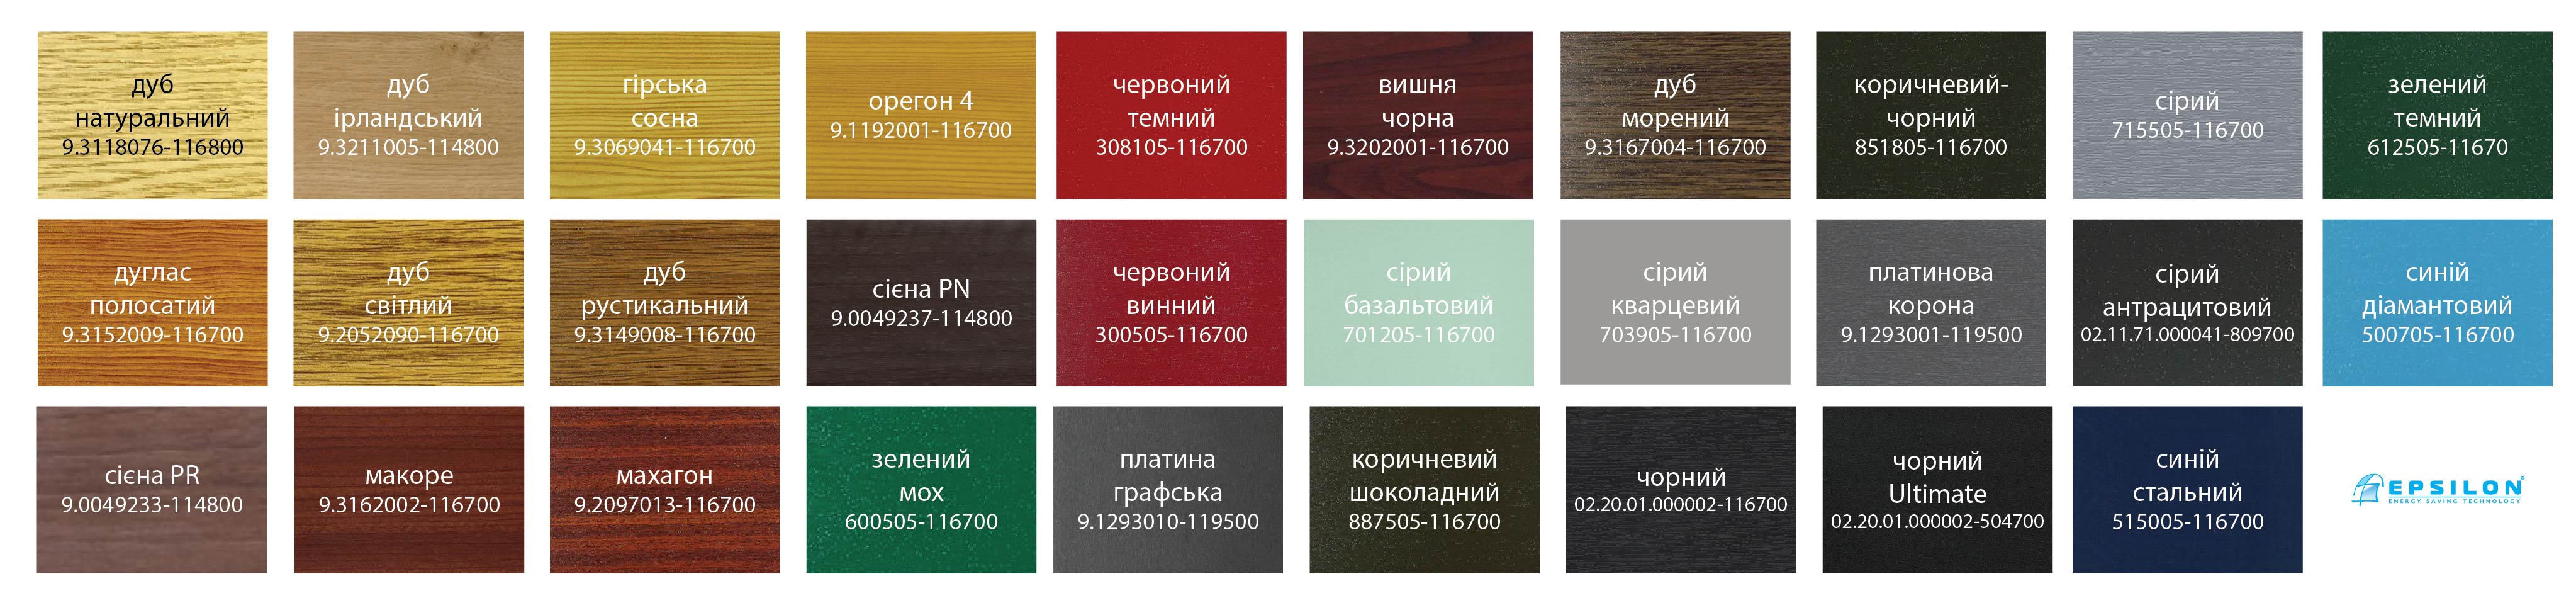 дуб
натуральний
9.3118076-116800
дуб
ірландський
9.3211005-114800
гірська
сосна
9.3069041-116700
орегон 4
9.1192001-116700
червоний
темний
308105-116700
вишня
чорна
9.3202001-116700
дуб
морений
9.3167004-116700
коричневий-
чорний
851805-116700
сірий
715505-116700
зелений
темний
612505-11670
дуглас
полосатий
9.3152009-116700
дуб
світлий
9.2052090-116700
дуб
рустикальний
9.3149008-116700
сієна PN
9.0049237-114800
червоний
винний
300505-116700
сірий
базальтовий
701205-116700
сірий
кварцевий
703905-116700
платинова
корона
9.1293001-119500
сірий
антрацитовий
02.11.71.000041-809700
синій
діамантовий
500705-116700
сієна PR
9.0049233-114800
макоре
9.3162002-116700
махагон
9.2097013-116700
зелений
мох
600505-116700
платина
графська
9.1293010-119500
коричневий
шоколадний
887505-116700
чорний
02.20.01.000002-116700
чорний
Ultimate
02.20.01.000002-504700
синій
стальний
515005-116700
EPSILON®
ENERGY SAVING TECHNOLOGY